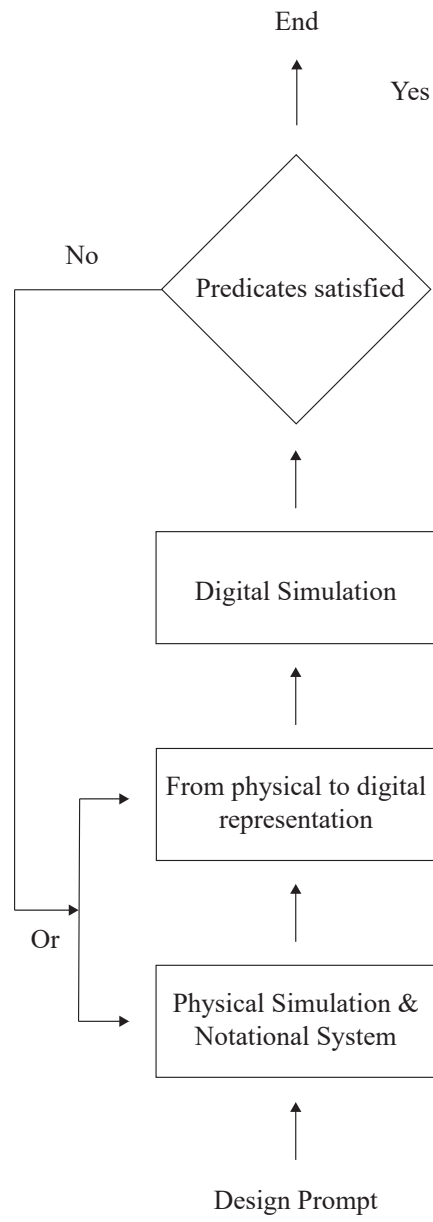 End
Yes
No
Predicates satisfied
Digital Simulation
From physical to digital
representation
Or
Physical Simulation &
Notational System
Design Prompt